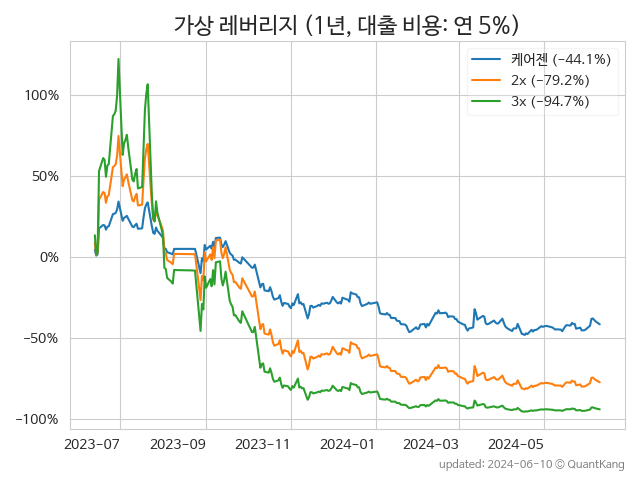 가상 레버리지 (1년, 대출 비용: 연 5%)
케어젠 (−44.1%)
2x (−79.2%)
3x (−94.7%)
100%
50%
0%
−50%
−100%
2023-07 2023-09 2023-11 2024-01 2024-03 2024-05
updated: 2024-06-10 © QuantKang